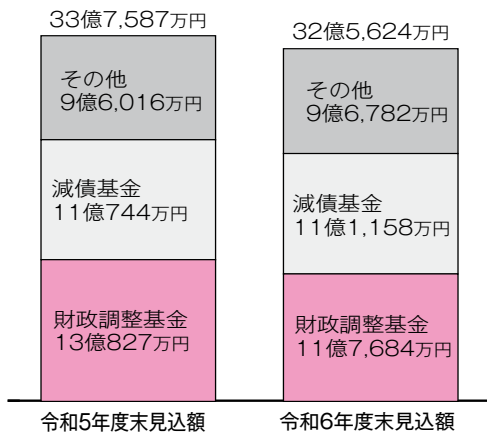 33億7,587万円
その他
9億6,016万円
減債基金
11億744万円
財政調整基金
13億827万円
令和5年度末見込額
32億5,624万円
その他
9億6,782万円
減債基金
11億1,158万円
財政調整基金
11億7,684万円
令和6年度末見込額